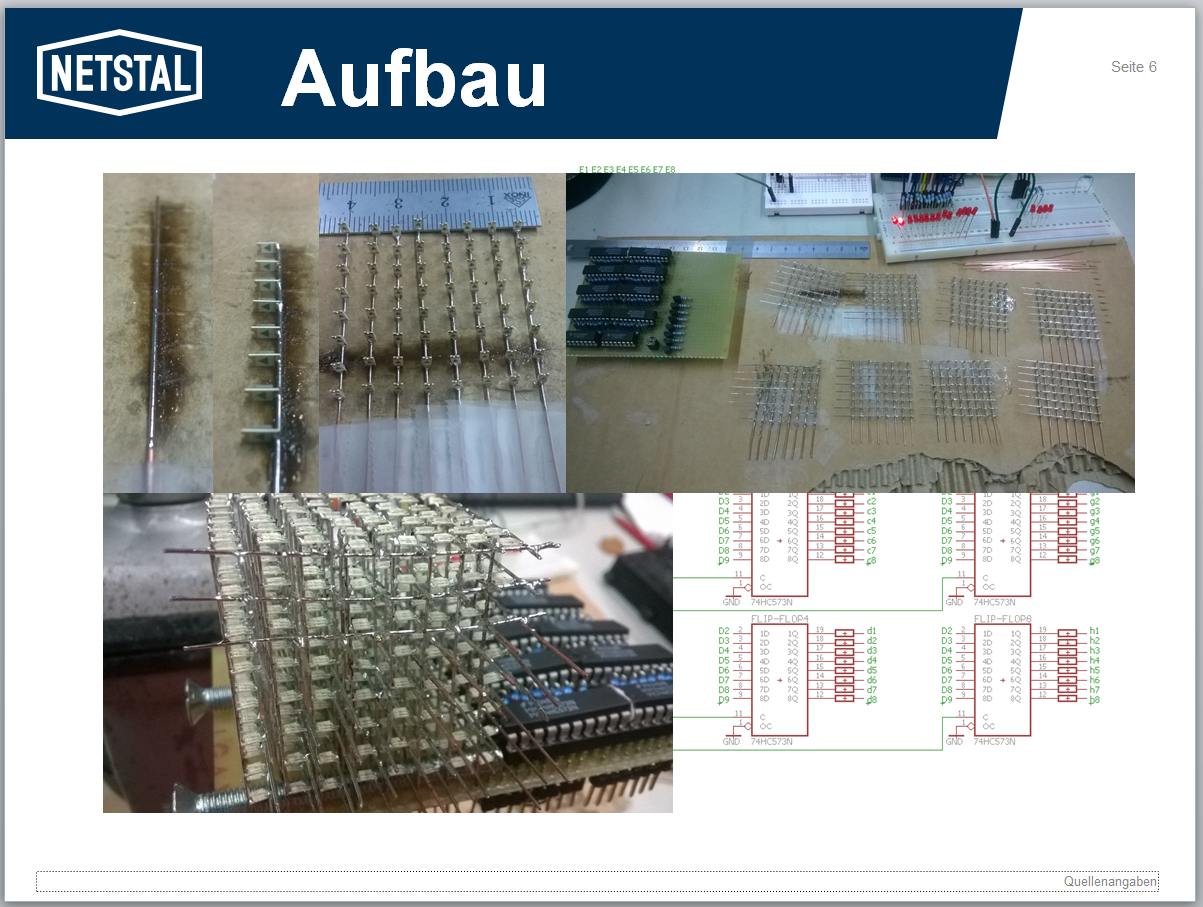 NETSTAL
Aufbau
Seite 6
E1 E2 E3 E4 E5 E6 E7 E8
4 3 2 1 INOX
D3 3 1D 1Q 18 c2
D4 4 2D 2Q 17 c3
D5 5 3D 3Q 16 c4
D6 6 4D 4Q 15 c5
D7 7 5D 5Q 14 c6
D8 8 6D 6Q 13 c7
D9 9 7D 7Q 12 c8
8D 8Q
11 C
1 OC
GND 74HC573N
D3 3 1D 1Q 18 g2
D4 4 2D 2Q 17 g3
D5 5 3D 3Q 16 g4
D6 6 4D 4Q 15 g5
D7 7 5D 5Q 14 g6
D8 8 6D 6Q 13 g7
D9 9 7D 7Q 12 g8
8D 8Q
11 C
1 OC
GND 74HC573N
FLIP-FLOP4
D2 2 1D 1Q 19 d1
D3 3 2D 2Q 18 d2
D4 4 3D 3Q 17 d3
D5 5 4D 4Q 16 d4
D6 6 5D 5Q 15 d5
D7 7 6D 6Q 14 d6
D8 8 7D 7Q 13 d7
D9 9 8D 8Q 12 d8
11 C
1 OC
GND 74HC573N
FLIP-FLOP8
D2 2 1D 1Q 19 h1
D3 3 2D 2Q 18 h2
D4 4 3D 3Q 17 h3
D5 5 4D 4Q 16 h4
D6 6 5D 5Q 15 h5
D7 7 6D 6Q 14 h6
D8 8 7D 7Q 13 h7
D9 9 8D 8Q 12 h8
11 C
1 OC
GND 74HC573N
Quellenangaben